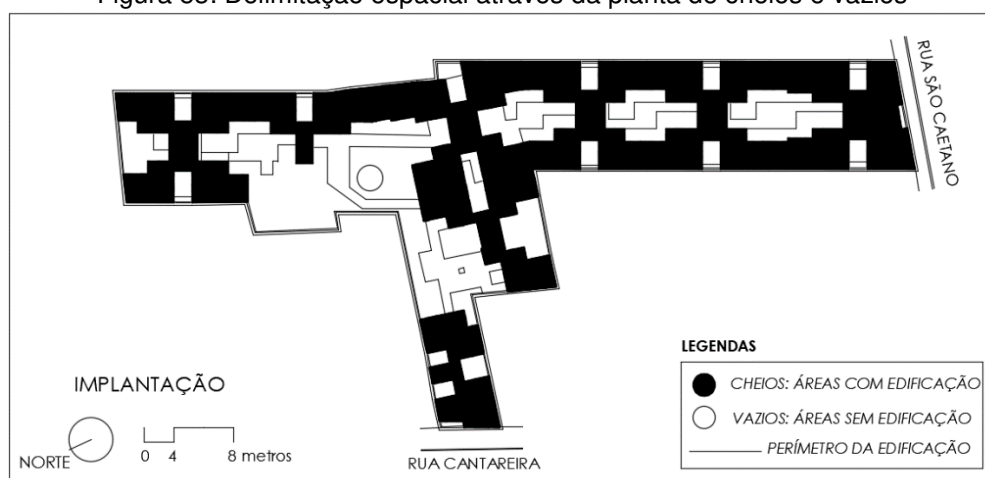 Figura 35: Delimitação espacial através da planta de cheios e vazios
RUA SÃO CAETANO
IMPLANTAÇÃO
NORTE
0 4 8 metros
RUA CANTAREIRA
LEGENDAS
CHEIOS: ÁREAS COM EDIFICAÇÃO
VAZIOS: ÁREAS SEM EDIFICAÇÃO
PERÍMETRO DA EDIFICAÇÃO